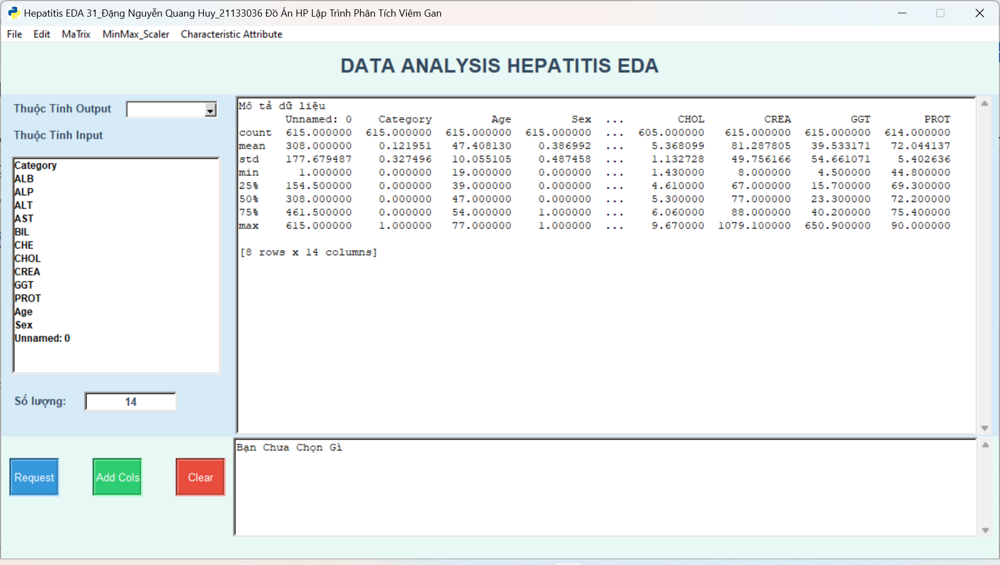 Hepatitis EDA 31_Đặng Nguyễn Quang Huy_21133036 Đồ Án HP Lập Trình Phân Tích Viêm Gan
File Edit MaTrix MinMax_Scaler Characteristic Attribute
DATA ANALYSIS HEPATITIS EDA
Thuộc Tính Output
Thuộc Tính Input
Category
ALB
ALP
ALT
AST
BIL
CHE
CHOL
CREA
GGT
PROT
Age
Sex
Unnamed: 0
Số lượng: 14
Request Add Cols Clear
Mô tả dữ liệu
Unnamed: 0 Category Age Sex ... CHOL CREA GGT PROT
count 615.000000 615.000000 615.000000 615.000000 ... 605.000000 615.000000 615.000000 614.000000
mean 308.000000 0.121951 47.408130 0.386992 ... 5.368099 81.287805 39.533171 72.044137
std 177.679487 0.327496 10.055105 0.487458 ... 1.132728 49.756166 54.661071 5.402636
min 1.000000 0.000000 19.000000 0.000000 ... 1.430000 8.000000 4.500000 44.800000
25% 154.500000 0.000000 39.000000 0.000000 ... 4.610000 67.000000 15.700000 69.300000
50% 308.000000 0.000000 47.000000 0.000000 ... 5.300000 77.000000 23.300000 72.200000
75% 461.500000 0.000000 54.000000 1.000000 ... 6.060000 88.000000 40.200000 75.400000
max 615.000000 1.000000 77.000000 1.000000 ... 9.670000 1079.100000 650.900000 90.000000
[8 rows x 14 columns]
Bạn Chưa Chọn Gì